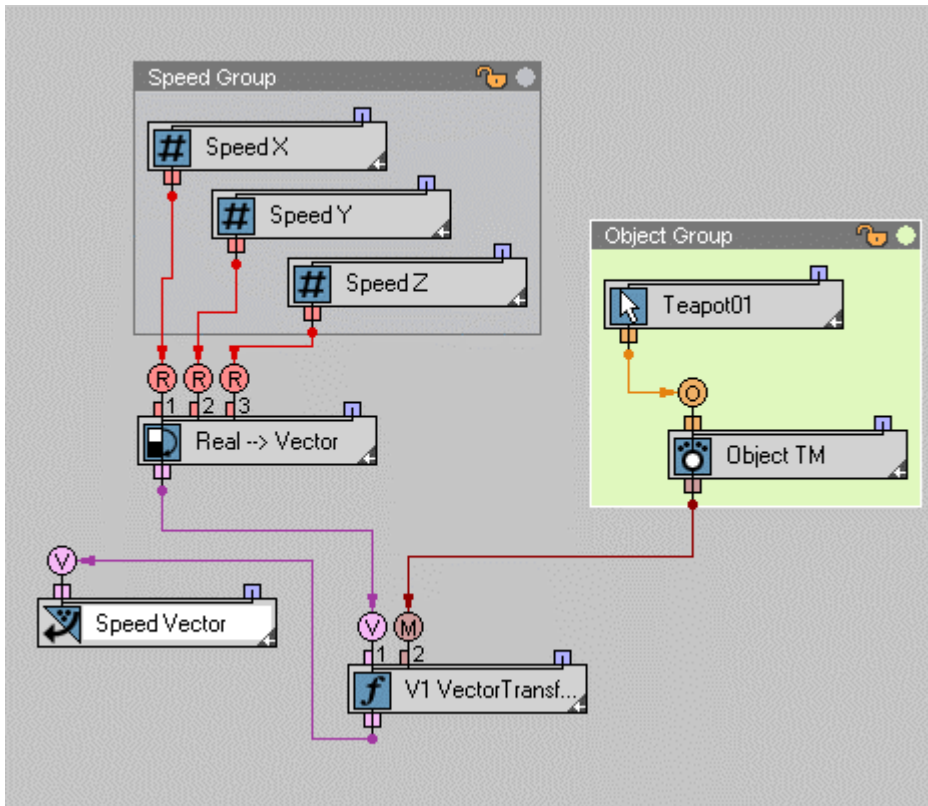 Speed Group
Speed X
Speed Y
Speed Z
Object Group
Teapot01
R R R
1 2 3
O
Real --> Vector
Object TM
V
Speed Vector
V M
1 2
V1 VectorTransf...